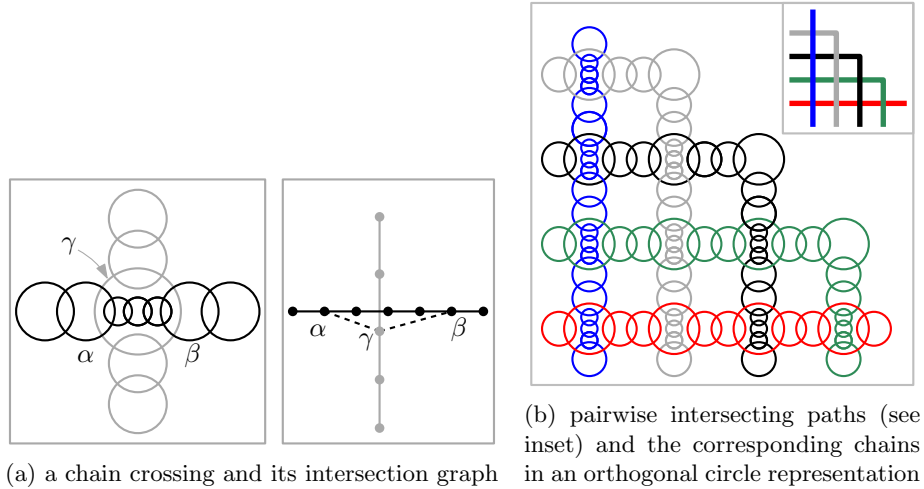 γ
α
β
α
γ
β
(a) a chain crossing and its intersection graph
(b) pairwise intersecting paths (see
inset) and the corresponding chains
in an orthogonal circle representation